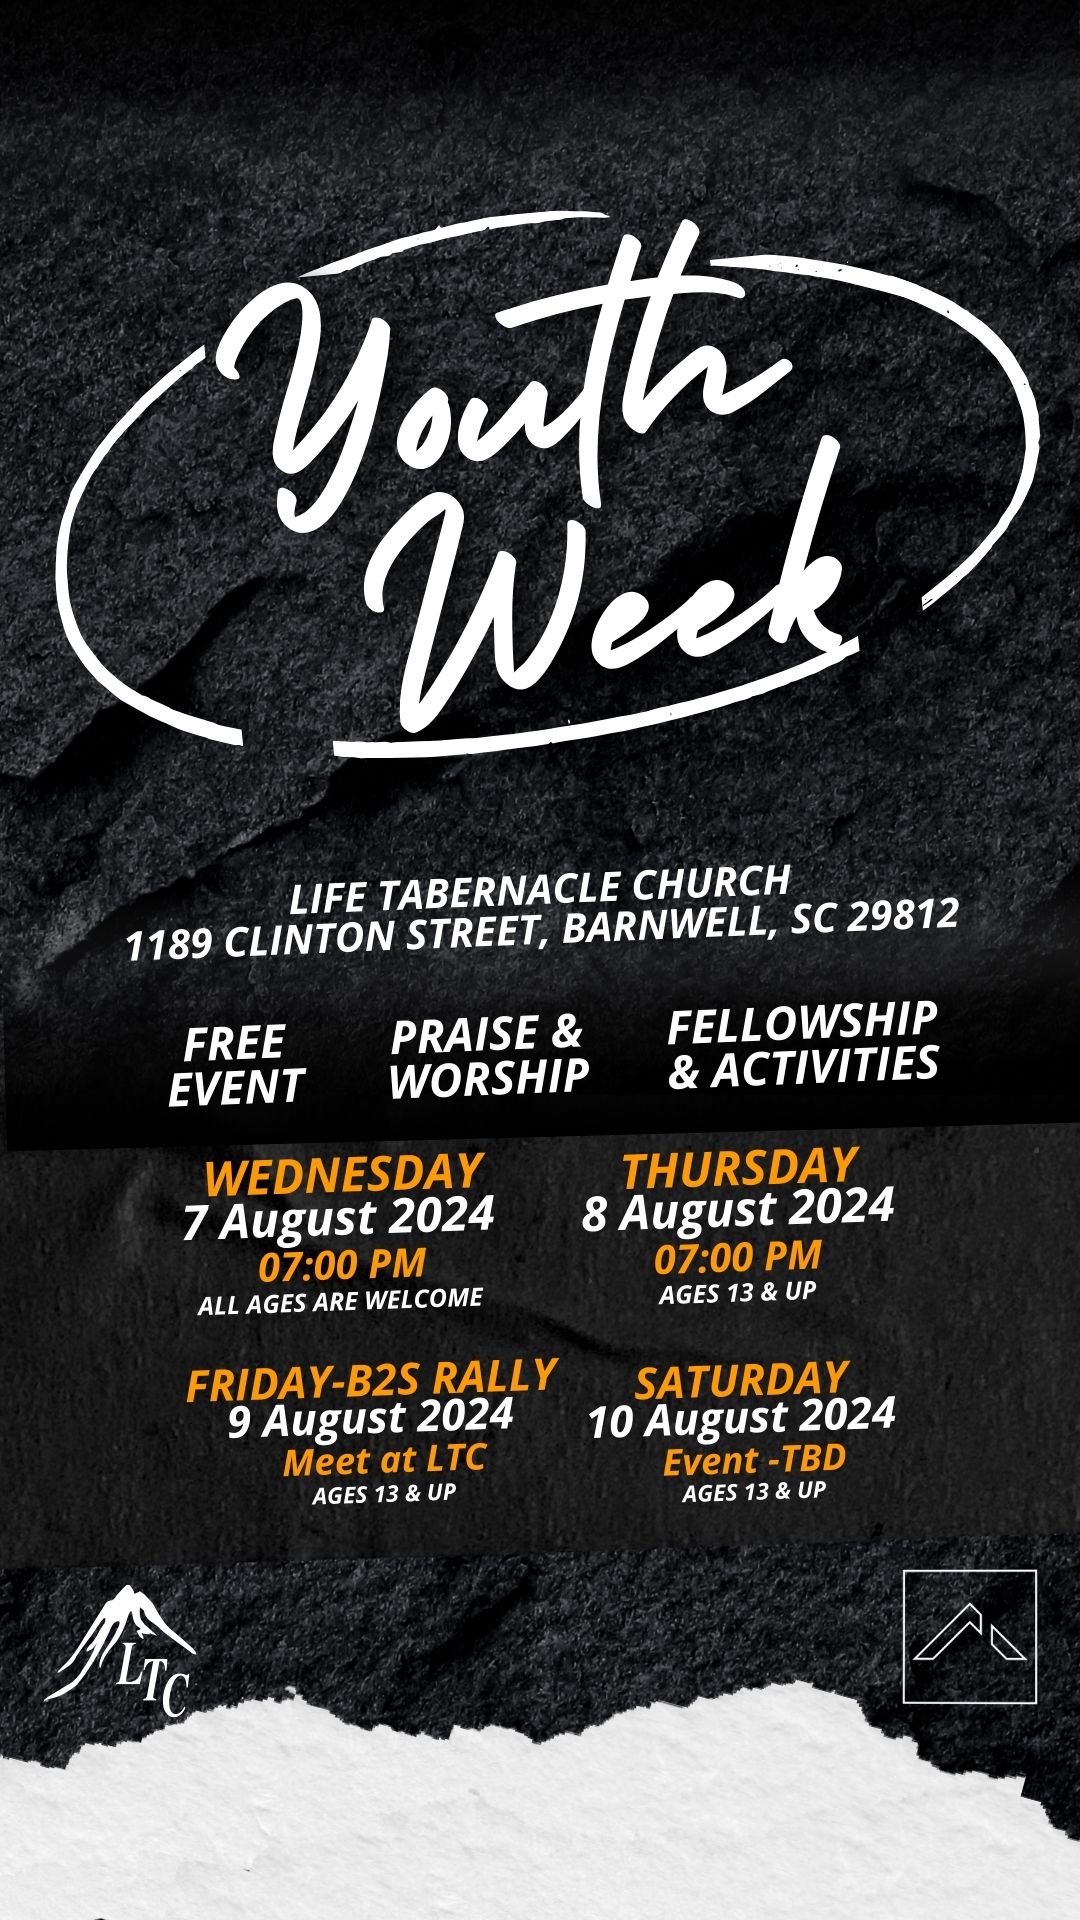 Youth
Week
LIFE TABERNACLE CHURCH
1189 CLINTON STREET, BARNWELL, SC 29812
FREE
EVENT
PRAISE &
WORSHIP
FELLOWSHIP
& ACTIVITIES
WEDNESDAY
7 August 2024
07:00 PM
ALL AGES ARE WELCOME
THURSDAY
8 August 2024
07:00 PM
AGES 13 & UP
FRIDAY-B2S RALLY
9 August 2024
Meet at LTC
AGES 13 & UP
SATURDAY
10 August 2024
Event -TBD
AGES 13 & UP
LTC